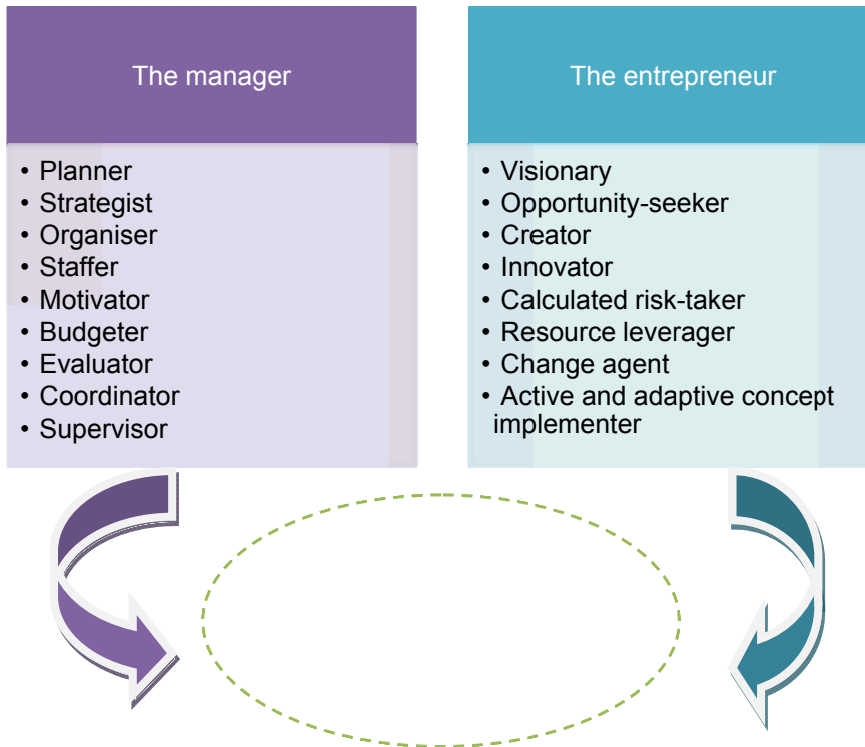 The manager
• Planner
• Strategist
• Organiser
• Staffer
• Motivator
• Budgeter
• Evaluator
• Coordinator
• Supervisor
The entrepreneur
• Visionary
• Opportunity-seeker
• Creator
• Innovator
• Calculated risk-taker
• Resource leverager
• Change agent
• Active and adaptive concept
implementer